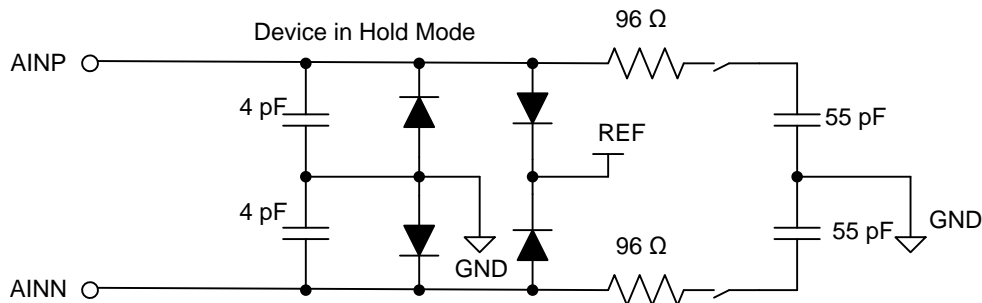 96 Ω
Device in Hold Mode
AINP
4 pF
55 pF
REF
4 pF
GND
96 Ω
55 pF
GND
AINN